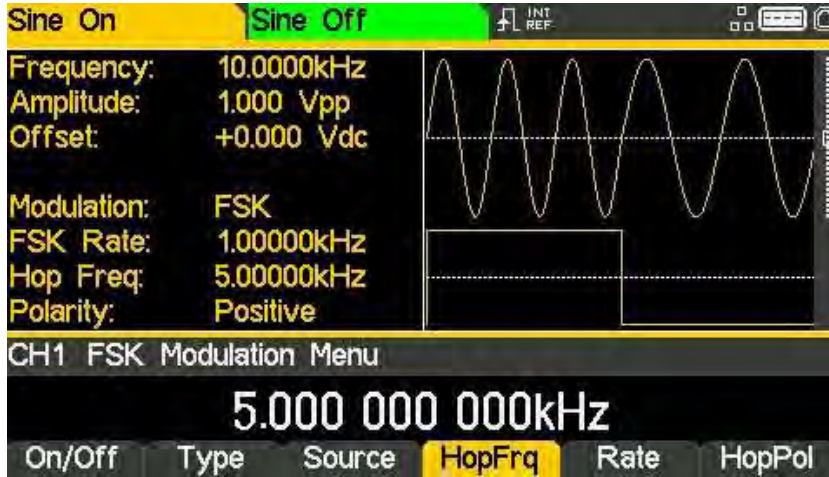 Sine On Sine Off INT REF
Frequency: 10.0000kHz
Amplitude: 1.000 Vpp
Offset: +0.000 Vdc
Modulation: FSK
FSK Rate: 1.00000kHz
Hop Freq: 5.00000kHz
Polarity: Positive
CH1 FSK Modulation Menu
5.000 000 000kHz
On/Off Type Source HopFrq Rate HopPol